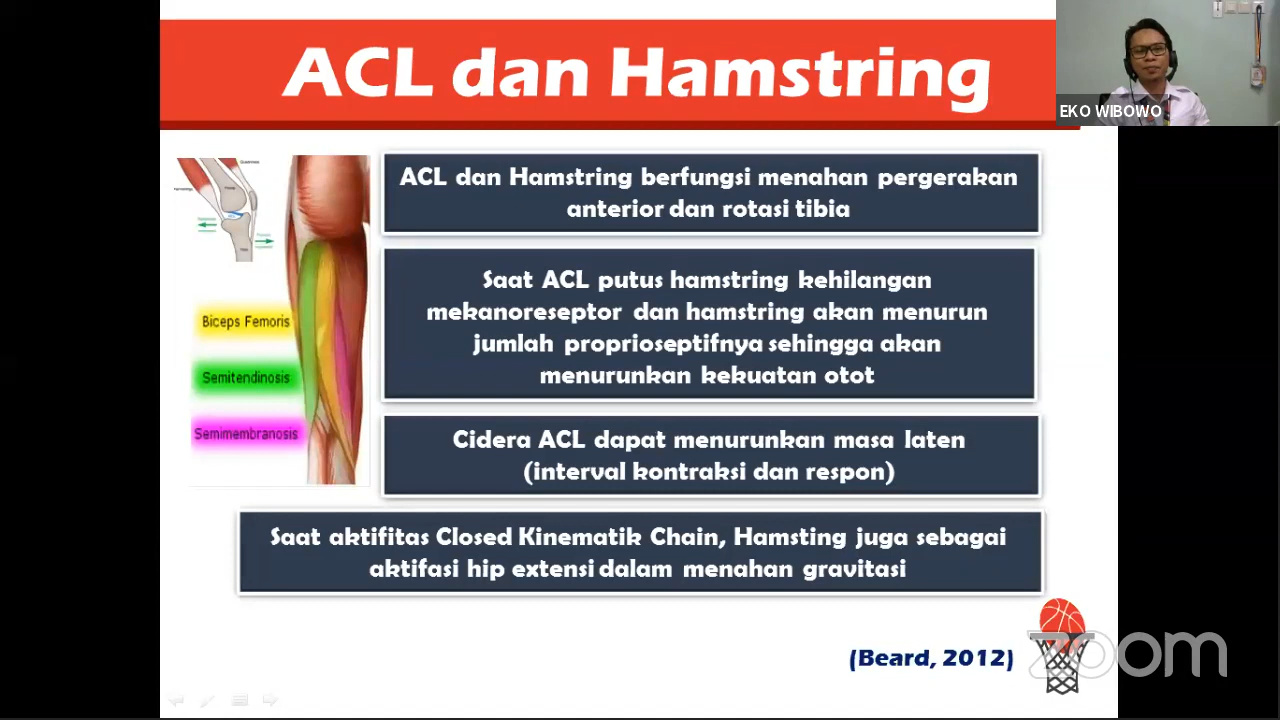 ACL dan Hamstring
EKO WIBOWO
ACL dan Hamstring berfungsi menahan pergerakan
anterior dan rotasi tibia
Saat ACL putus hamstring kehilangan
mekanoreseptor dan hamstring akan menurun
jumlah proprioseptifnya sehingga akan
menurunkan kekuatan otot
Biceps Femoris
Semitendinosis
Semimembranosis
Cidera ACL dapat menurunkan masa laten
(interval kontraksi dan respon)
Saat aktifitas Closed Kinematik Chain, Hamsting juga sebagai
aktifasi hip extensi dalam menahan gravitasi
(Beard, 2012)
zoom